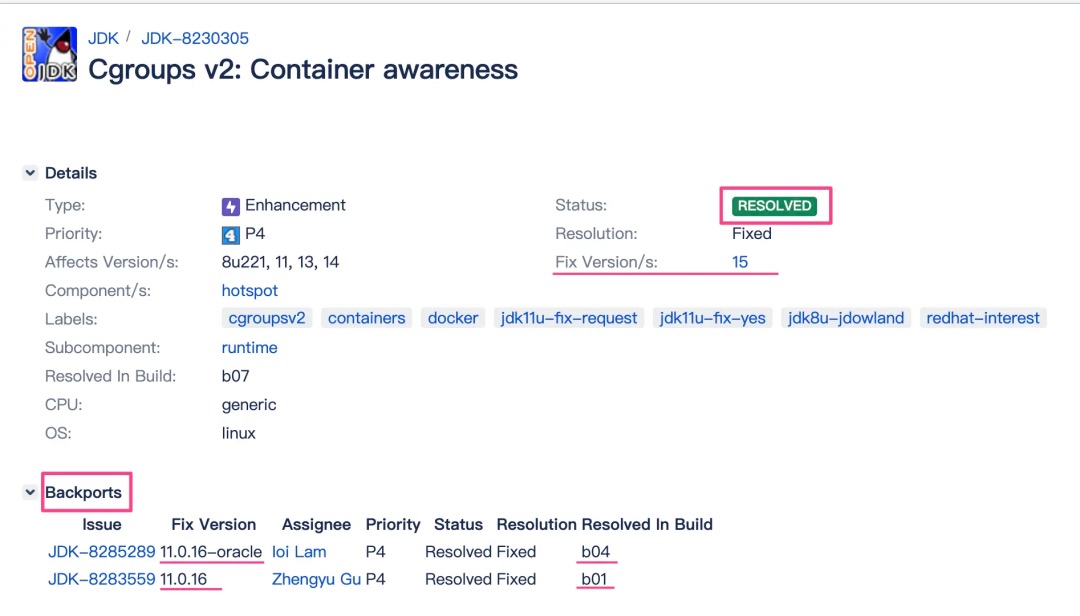 OPEN
JDK
JDK / JDK-8230305
Cgroups v2: Container awareness
Details
Type: Enhancement Status: RESOLVED
Priority: 4 P4 Resolution: Fixed
Affects Version/s: 8u221, 11, 13, 14 Fix Version/s: 15
Component/s: hotspot
Labels: cgroupsv2 containers docker jdk11u-fix-request jdk11u-fix-yes jdk8u-jdowland redhat-interest
Subcomponent: runtime
Resolved In Build: b07
CPU: generic
OS: linux
Backports
Issue Fix Version Assignee Priority Status Resolution Resolved In Build
JDK-8285289 11.0.16-oracle Ioi Lam P4 Resolved Fixed b04
JDK-8283559 11.0.16 Zhengyu Gu P4 Resolved Fixed b01